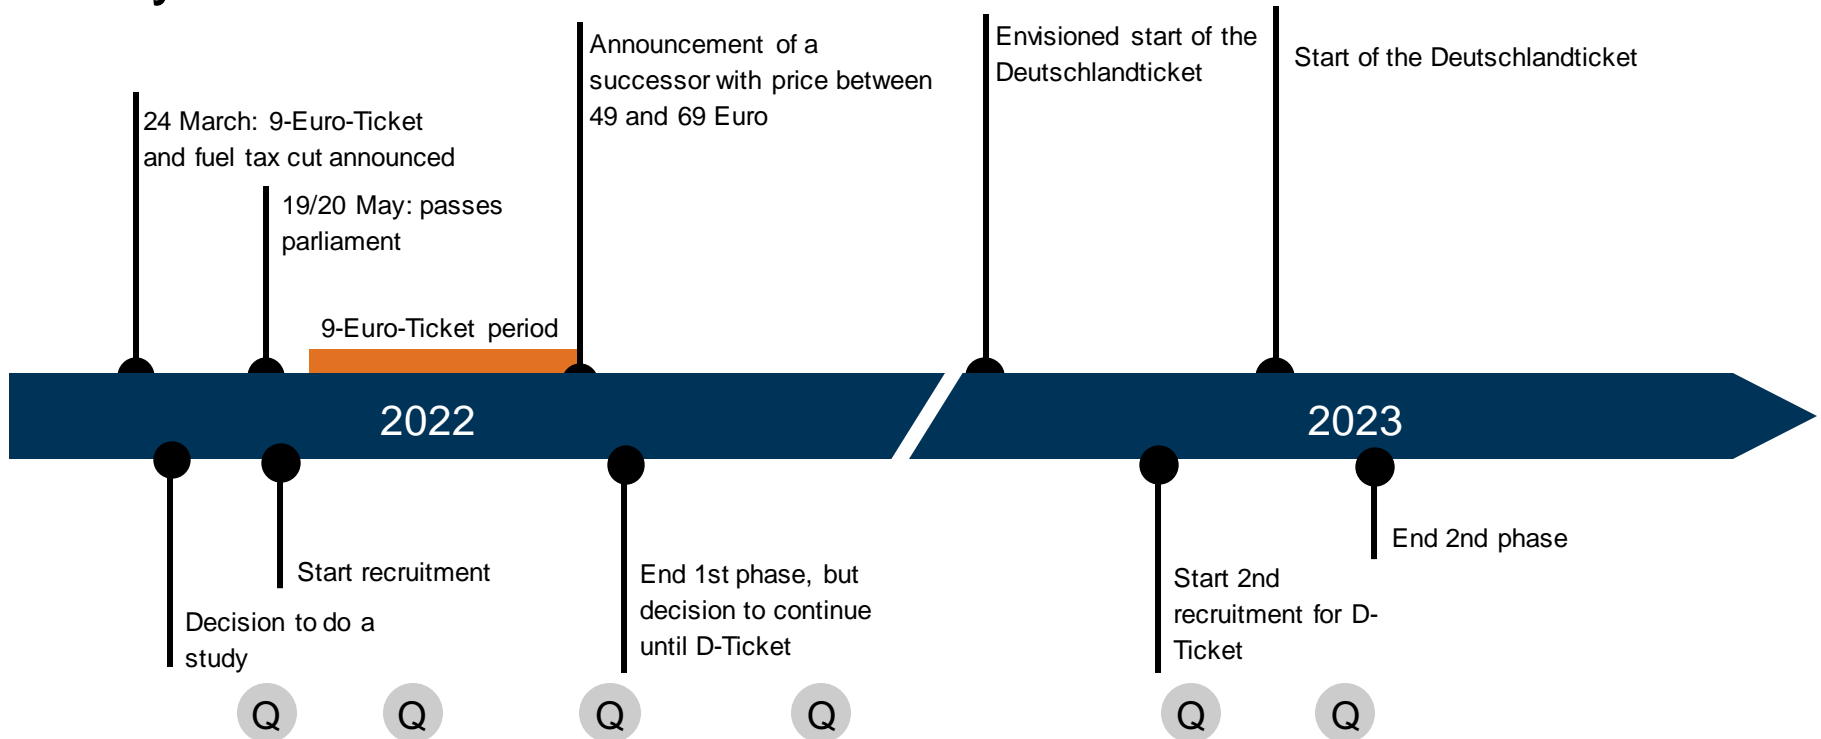 Announcement of a
successor with price between
49 and 69 Euro
Envisioned start of the
Deutschlandticket
Start of the Deutschlandticket
24 March: 9-Euro-Ticket
and fuel tax cut announced
19/20 May: passes
parliament
9-Euro-Ticket period
2022
2023
Start recruitment
Decision to do a
study
End 1st phase, but
decision to continue
until D-Ticket
Start 2nd
recruitment for D-
Ticket
End 2nd phase
Q
Q
Q
Q
Q
Q